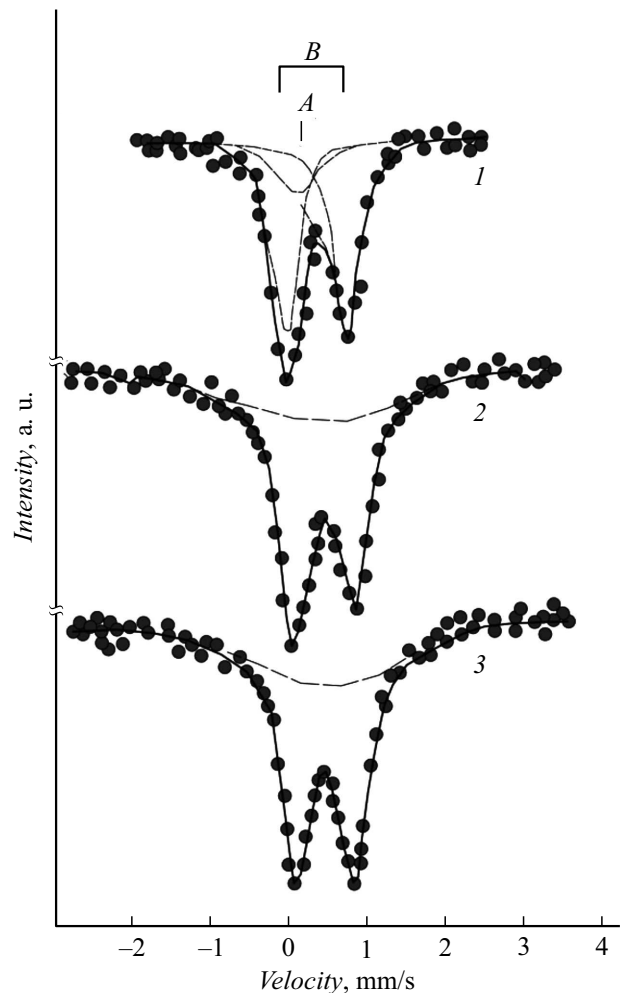 B
A
1
2
3
Intensity, a. u.
–2 –1 0 1 2 3 4
Velocity, mm/s